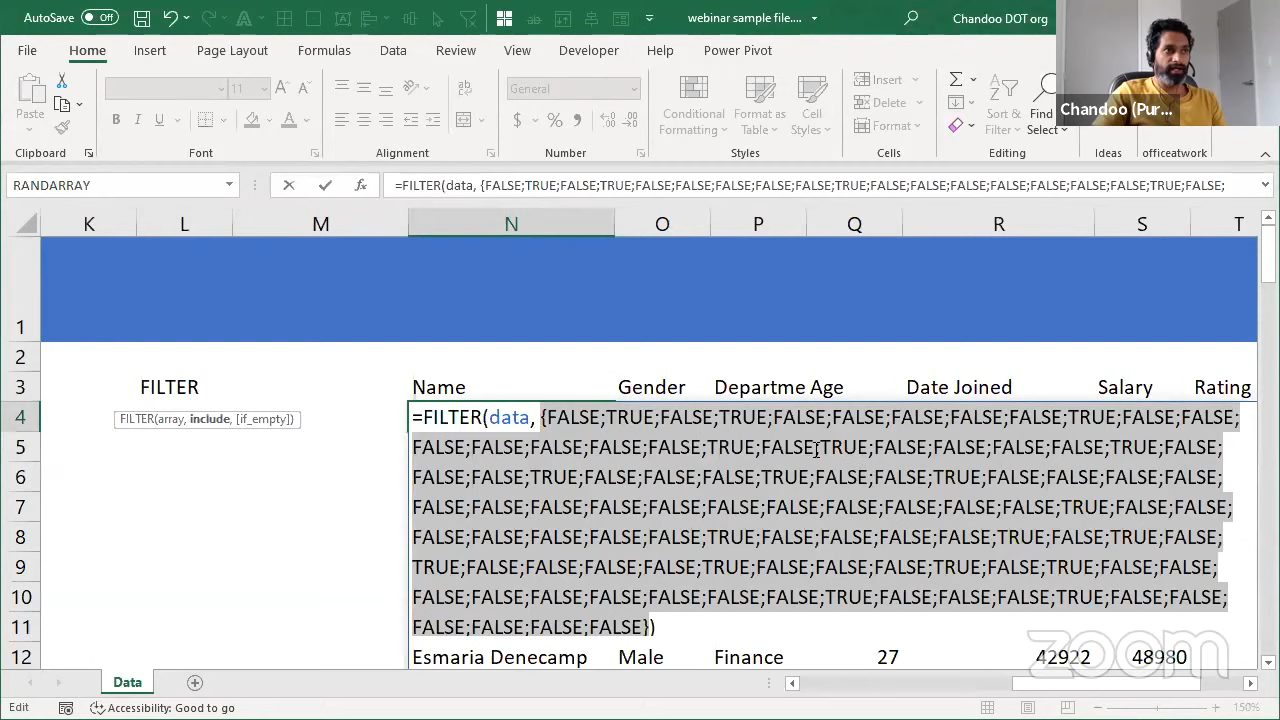 AutoSave Off webinar sample file.... Chandoo DOT org
File Home Insert Page Layout Formulas Data Review View Developer Help Power Pivot
Paste 11 B I U General $ % Conditional Formatting Format as Table Cell Styles Insert Delete Format Sort & Filter Find Select
Chandoo (Pur...
Clipboard Font Alignment Number Styles Cells Editing Ideas officeatwork
RANDARRAY =FILTER(data, {FALSE;TRUE;FALSE;TRUE;FALSE;FALSE;FALSE;FALSE;FALSE;TRUE;FALSE;FALSE;FALSE;FALSE;FALSE;FALSE;FALSE;TRUE;FALSE;
K L M N O P Q R S T
1
2
3 FILTER Name Gender Departme Age Date Joined Salary Rating
4 FILTER(array, include, [if_empty]) =FILTER(data, {FALSE;TRUE;FALSE;TRUE;FALSE;FALSE;FALSE;FALSE;FALSE;TRUE;FALSE;FALSE;
5 FALSE;FALSE;FALSE;FALSE;FALSE;TRUE;FALSE;TRUE;FALSE;FALSE;FALSE;FALSE;TRUE;FALSE;
6 FALSE;FALSE;TRUE;FALSE;FALSE;FALSE;TRUE;FALSE;FALSE;TRUE;FALSE;FALSE;FALSE;FALSE;
7 FALSE;FALSE;FALSE;FALSE;FALSE;FALSE;FALSE;FALSE;FALSE;FALSE;FALSE;TRUE;FALSE;FALSE;
8 FALSE;FALSE;FALSE;FALSE;FALSE;TRUE;FALSE;FALSE;FALSE;FALSE;TRUE;FALSE;TRUE;FALSE;
9 TRUE;FALSE;FALSE;FALSE;FALSE;TRUE;FALSE;FALSE;FALSE;TRUE;FALSE;TRUE;FALSE;FALSE;
10 FALSE;FALSE;FALSE;FALSE;FALSE;FALSE;FALSE;TRUE;FALSE;FALSE;FALSE;TRUE;FALSE;FALSE;
11 FALSE;FALSE;FALSE;FALSE})
12 Esmaria Denecamp Male Finance 27 42922 48980
zoom
Data
Edit Accessibility: Good to go 150%